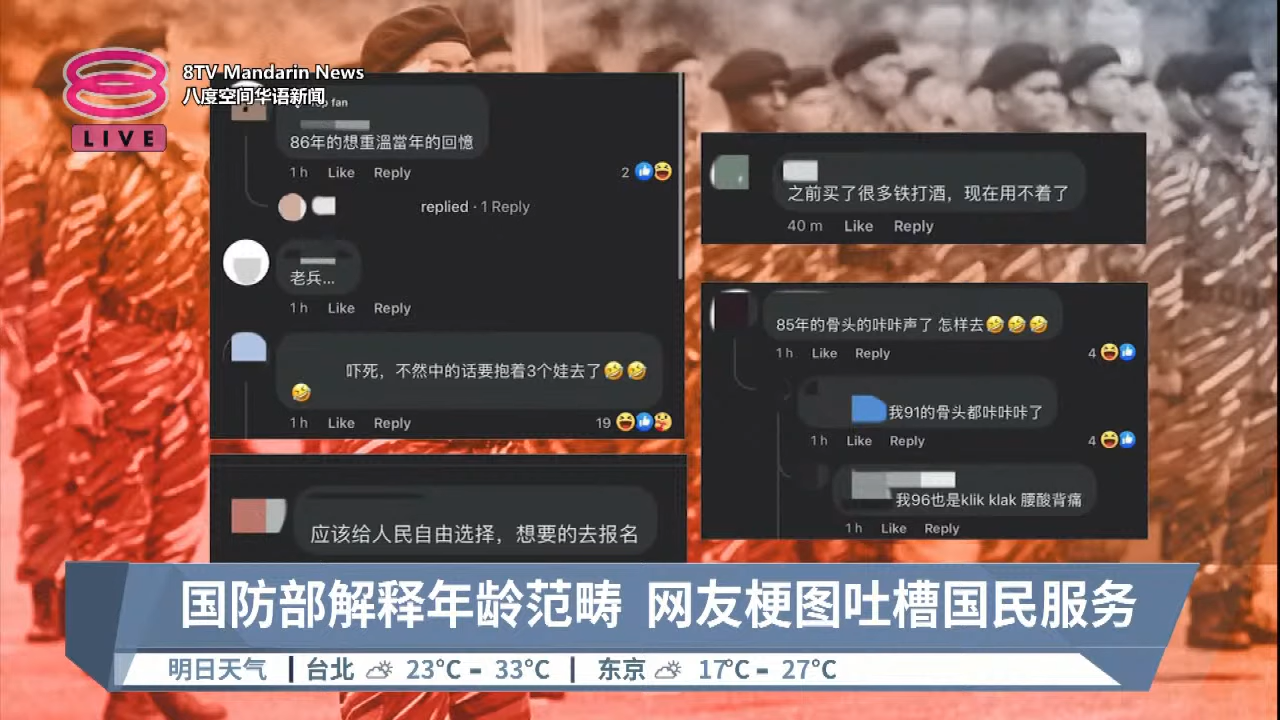 8TV Mandarin News
八度空间华语新闻
LIVE
fan
86年的想重溫當年的回憶
1 h Like Reply 2
replied · 1 Reply
老兵...
1 h Like Reply
吓死，不然中的话要抱着3个娃去了🤣🤣
🤣
1 h Like Reply 19
应该给人民自由选择，想要的去报名
之前买了很多铁打酒，现在用不着了
40 m Like Reply
85年的骨头的咔咔声了 怎样去🤣🤣🤣
1 h Like Reply 4
我91的骨头都咔咔咔了
1 h Like Reply 4
我96也是klik klak 腰酸背痛
1 h Like Reply
国防部解释年龄范畴 网友梗图吐槽国民服务
明日天气 | 台北 23°C – 33°C | 东京 17°C – 27°C